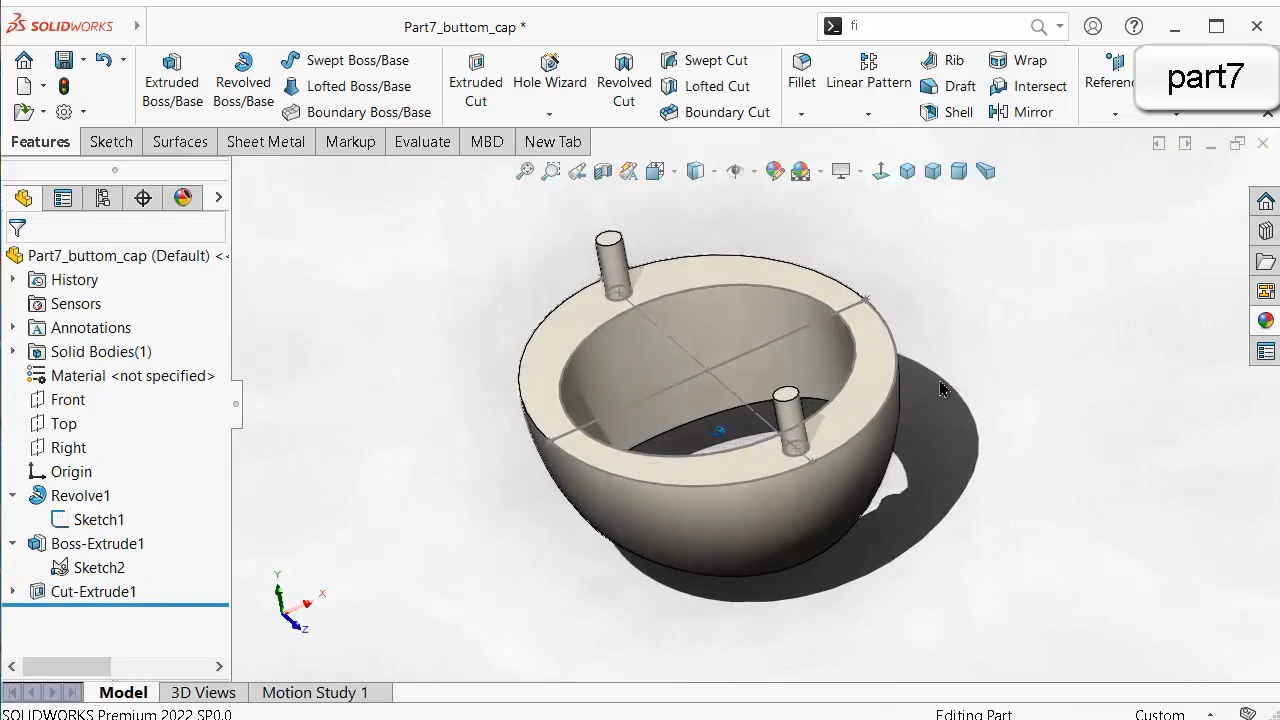 SOLIDWORKS
Part7_buttom_cap *
fi
part7
Extruded Boss/Base
Revolved Boss/Base
Swept Boss/Base
Lofted Boss/Base
Boundary Boss/Base
Extruded Cut
Hole Wizard
Revolved Cut
Swept Cut
Lofted Cut
Boundary Cut
Fillet
Linear Pattern
Rib
Draft
Shell
Wrap
Intersect
Mirror
Referenc
Features
Sketch
Surfaces
Sheet Metal
Markup
Evaluate
MBD
New Tab
Part7_buttom_cap (Default) <<
History
Sensors
Annotations
Solid Bodies(1)
Material <not specified>
Front
Top
Right
Origin
Revolve1
Sketch1
Boss-Extrude1
Sketch2
Cut-Extrude1
Y
X
Z
Model
3D Views
Motion Study 1
SOLIDWORKS Premium 2022 SP0.0
Editing Part
Custom